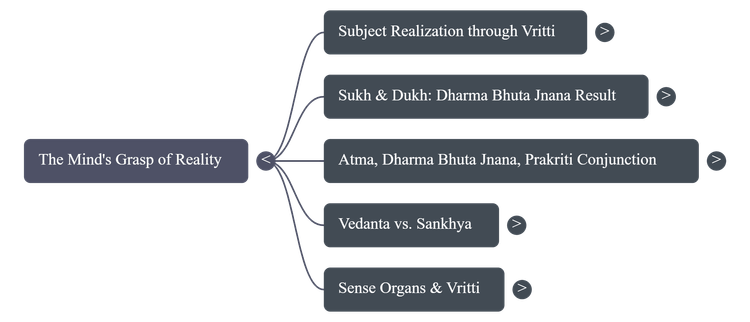 The Mind's Grasp of Reality
<
Subject Realization through Vritti
>
Sukh & Dukh: Dharma Bhuta Jnana Result
>
Atma, Dharma Bhuta Jnana, Prakriti Conjunction
>
Vedanta vs. Sankhya
>
Sense Organs & Vritti
>